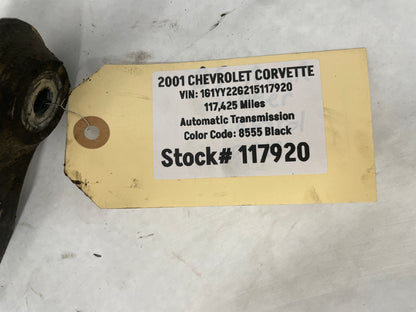 2001 CHEVROLET CORVETTE
VIN: 1G1YY22G215117920
117,425 Miles
Automatic Transmission
Color Code: 8555 Black
Stock# 117920